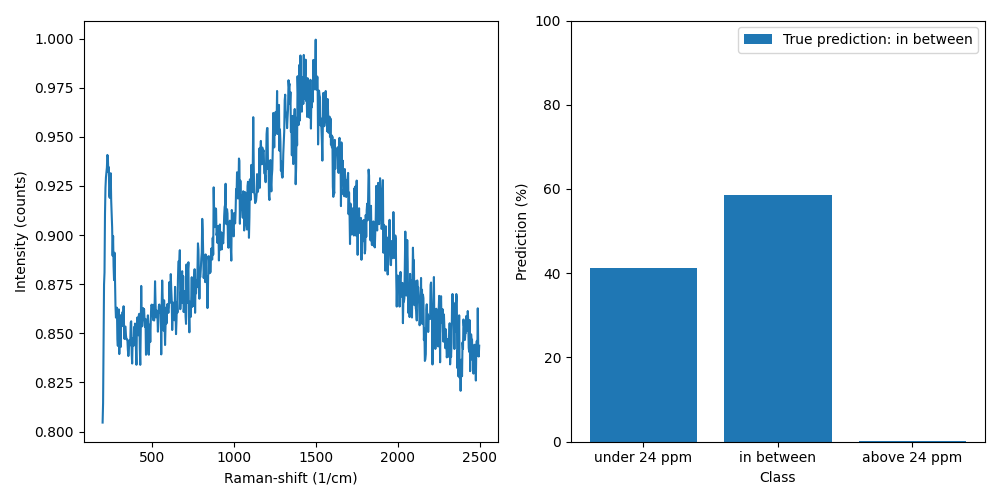 1.000
0.975
0.950
0.925
0.900
0.875
0.850
0.825
0.800
Intensity (counts)
500
1000
1500
2000
2500
Raman-shift (1/cm)
100
80
60
40
20
0
Prediction (%)
True prediction: in between
under 24 ppm
in between
above 24 ppm
Class